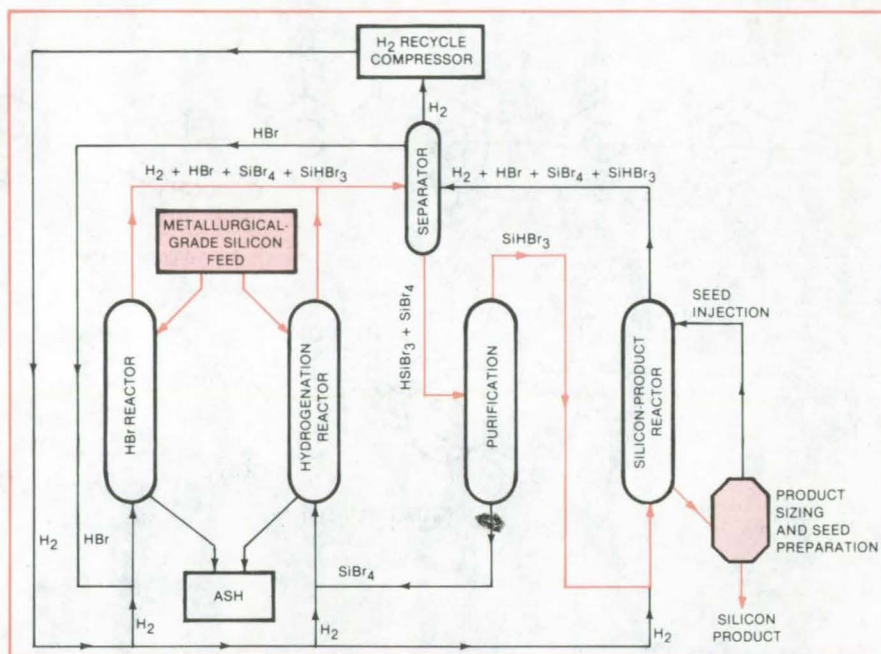 H2 RECYCLE
COMPRESSOR
H2
HBr
SEPARATOR
H2 + HBr + SiBr4 + SiHBr3
H2 + HBr + SiBr4 + SiHBr3
METALLURGICAL-
GRADE SILICON
FEED
SiHBr3
HSiBr3 + SiBr4
SEED
INJECTION
HBr REACTOR
HYDROGENATION
REACTOR
PURIFICATION
SILICON-PRODUCT
REACTOR
PRODUCT
SIZING
AND SEED
PREPARATION
H2
HBr
ASH
SiBr4
SILICON
PRODUCT
H2
H2
H2